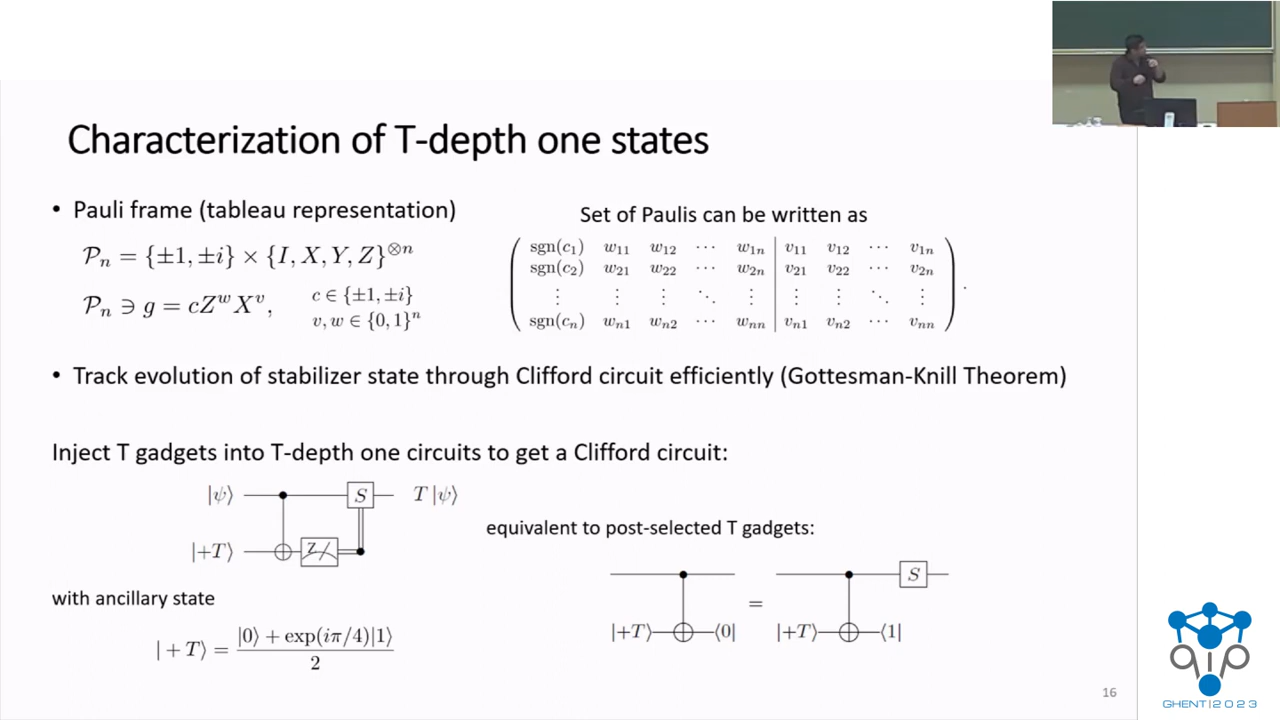 Characterization of T-depth one states
• Pauli frame (tableau representation)
Set of Paulis can be written as
𝒫ₙ = {±1, ±i} × {I, X, Y, Z}^{⊗n}
𝒫ₙ ∋ g = cZ^w X^v,
c ∈ {±1, ±i}
v, w ∈ {0, 1}^n
sgn(c₁) w₁₁ w₁₂ ⋯ w₁ₙ | v₁₁ v₁₂ ⋯ v₁ₙ
sgn(c₂) w₂₁ w₂₂ ⋯ w₂ₙ | v₂₁ v₂₂ ⋯ v₂ₙ
⋮ ⋮ ⋮ ⋱ ⋮ | ⋮ ⋮ ⋱ ⋮
sgn(cₙ) wₙ₁ wₙ₂ ⋯ wₙₙ | vₙ₁ vₙ₂ ⋯ vₙₙ
.
• Track evolution of stabilizer state through Clifford circuit efficiently (Gottesman-Knill Theorem)
Inject T gadgets into T-depth one circuits to get a Clifford circuit:
|ψ⟩ S T |ψ⟩
|+T⟩ Z
equivalent to post-selected T gadgets:
S
=
|+T⟩ ⟨0| |+T⟩ ⟨1|
with ancillary state
| + T⟩ = (|0⟩ + exp(iπ/4)|1⟩) / 2
16
qip
GHENT|2023